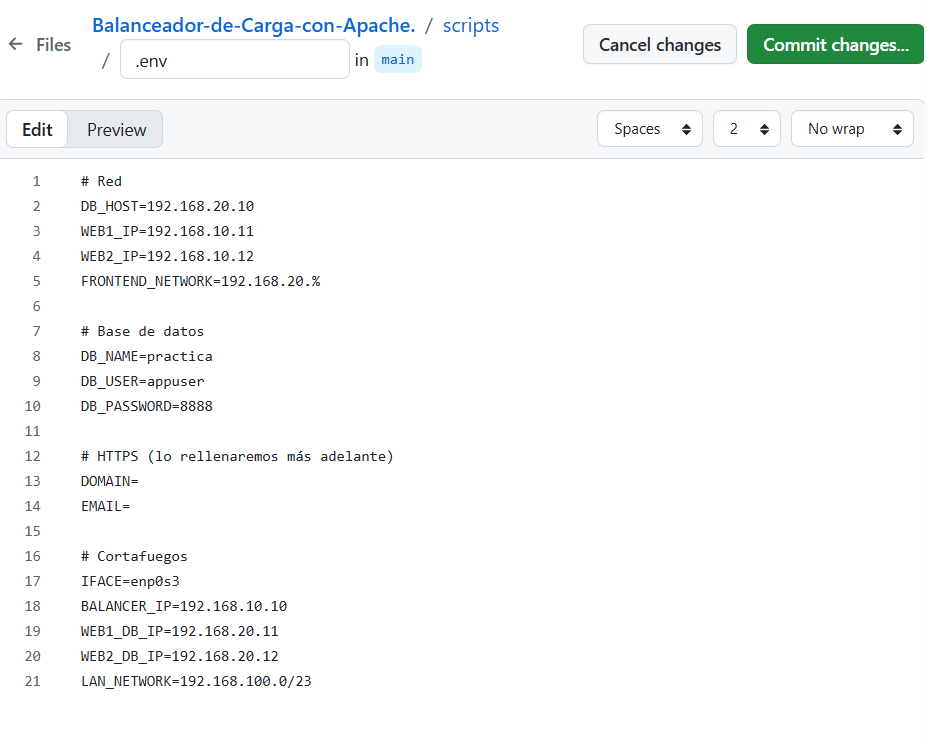 Files
Balanceador-de-Carga-con-Apache. / scripts
/ .env in main
Cancel changes
Commit changes...
Edit
Preview
Spaces
2
No wrap
1 # Red
2 DB_HOST=192.168.20.10
3 WEB1_IP=192.168.10.11
4 WEB2_IP=192.168.10.12
5 FRONTEND_NETWORK=192.168.20.%
6
7 # Base de datos
8 DB_NAME=practica
9 DB_USER=appuser
10 DB_PASSWORD=8888
11
12 # HTTPS (lo rellenaremos más adelante)
13 DOMAIN=
14 EMAIL=
15
16 # Cortafuegos
17 IFACE=enp0s3
18 BALANCER_IP=192.168.10.10
19 WEB1_DB_IP=192.168.20.11
20 WEB2_DB_IP=192.168.20.12
21 LAN_NETWORK=192.168.100.0/23